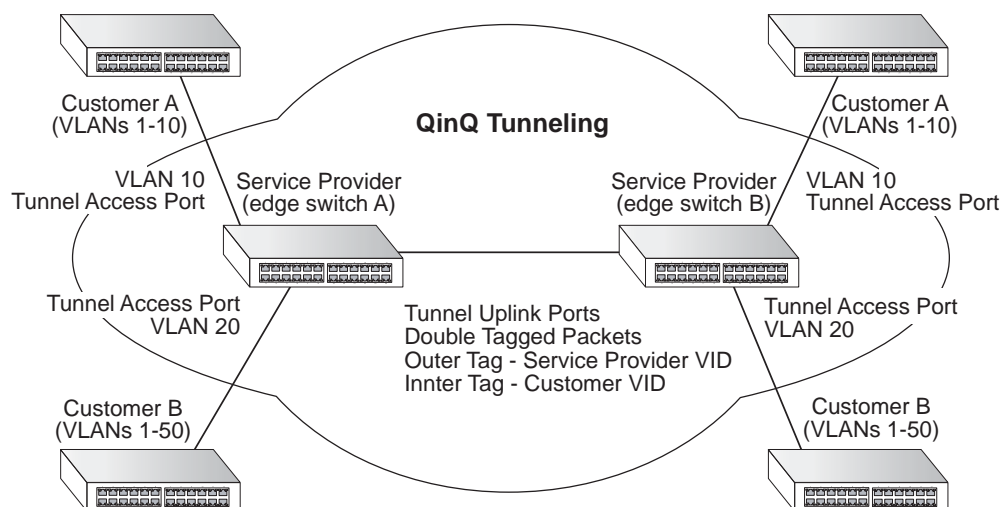 Customer A
(VLANs 1-10)
Customer A
(VLANs 1-10)
QinQ Tunneling
VLAN 10
Tunnel Access Port
Service Provider
(edge switch A)
Service Provider
(edge switch B)
VLAN 10
Tunnel Access Port
Tunnel Access Port
VLAN 20
Tunnel Uplink Ports
Double Tagged Packets
Outer Tag - Service Provider VID
Innter Tag - Customer VID
Tunnel Access Port
VLAN 20
Customer B
(VLANs 1-50)
Customer B
(VLANs 1-50)